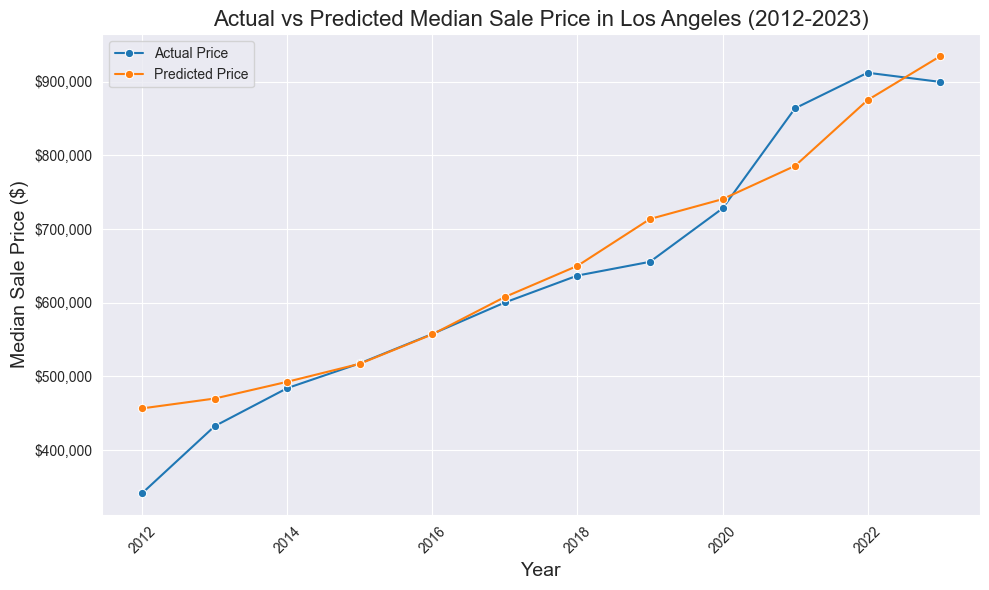 Actual vs Predicted Median Sale Price in Los Angeles (2012-2023)
Actual Price
Predicted Price
$900,000
$800,000
$700,000
$600,000
$500,000
$400,000
Median Sale Price ($)
2012
2014
2016
2018
2020
2022
Year